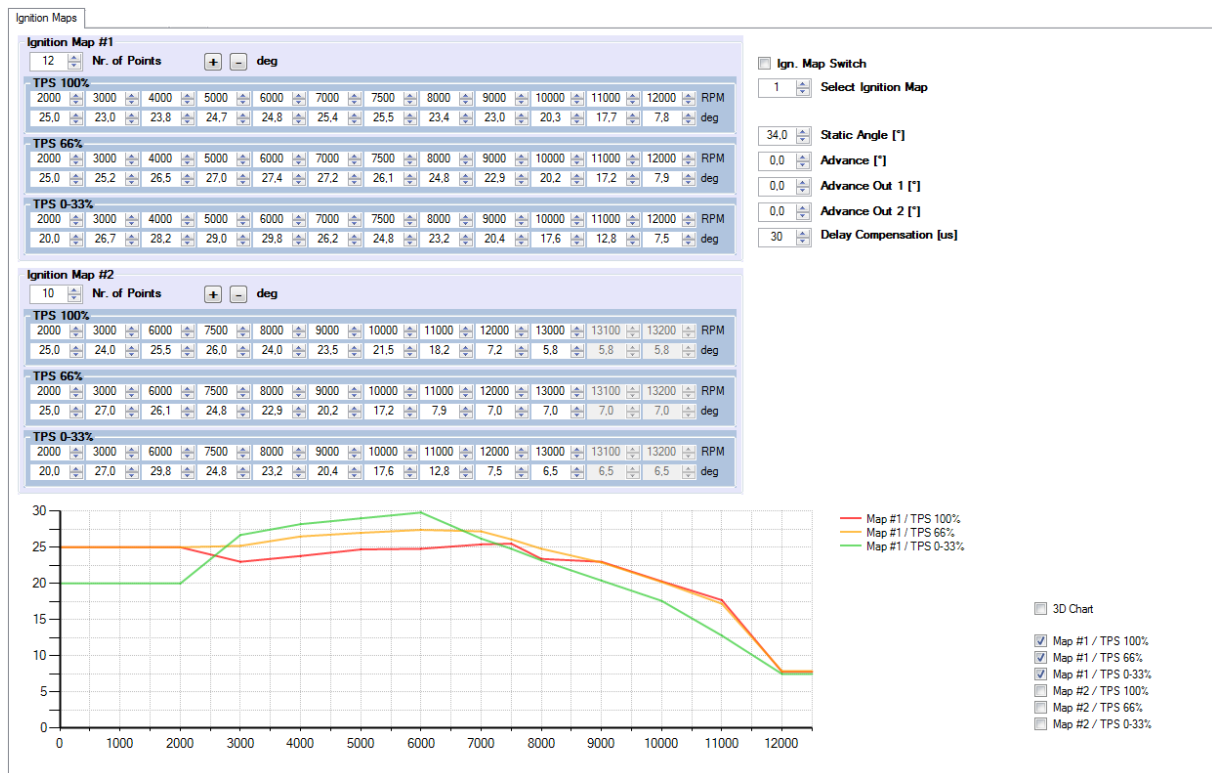 Ignition Maps
Ignition Map #1
12 Nr. of Points + - deg
TPS 100%
2000 3000 4000 5000 6000 7000 7500 8000 9000 10000 11000 12000 RPM
25,0 23,0 23,8 24,7 24,8 25,4 25,5 23,4 23,0 20,3 17,7 7,8 deg
TPS 66%
2000 3000 4000 5000 6000 7000 7500 8000 9000 10000 11000 12000 RPM
25,0 25,2 26,5 27,0 27,4 27,2 26,1 24,8 22,9 20,2 17,2 7,9 deg
TPS 0-33%
2000 3000 4000 5000 6000 7000 7500 8000 9000 10000 11000 12000 RPM
20,0 26,7 28,2 29,0 29,8 26,2 24,8 23,2 20,4 17,6 12,8 7,5 deg
Ign. Map Switch
1 Select Ignition Map
34,0 Static Angle [°]
0,0 Advance [°]
0,0 Advance Out 1 [°]
0,0 Advance Out 2 [°]
30 Delay Compensation [us]
Ignition Map #2
10 Nr. of Points + - deg
TPS 100%
2000 3000 6000 7500 8000 9000 10000 11000 12000 13000 13100 13200 RPM
25,0 24,0 25,5 26,0 24,0 23,5 21,5 18,2 7,2 5,8 5,8 5,8 deg
TPS 66%
2000 3000 6000 7500 8000 9000 10000 11000 12000 13000 13100 13200 RPM
25,0 27,0 26,1 24,8 22,9 20,2 17,2 7,9 7,0 7,0 7,0 7,0 deg
TPS 0-33%
2000 3000 6000 7500 8000 9000 10000 11000 12000 13000 13100 13200 RPM
20,0 27,0 29,8 24,8 23,2 20,4 17,6 12,8 7,5 6,5 6,5 6,5 deg
30
25
20
15
10
5
0
0 1000 2000 3000 4000 5000 6000 7000 8000 9000 10000 11000 12000
Map #1 / TPS 100%
Map #1 / TPS 66%
Map #1 / TPS 0-33%
3D Chart
Map #1 / TPS 100%
Map #1 / TPS 66%
Map #1 / TPS 0-33%
Map #2 / TPS 100%
Map #2 / TPS 66%
Map #2 / TPS 0-33%